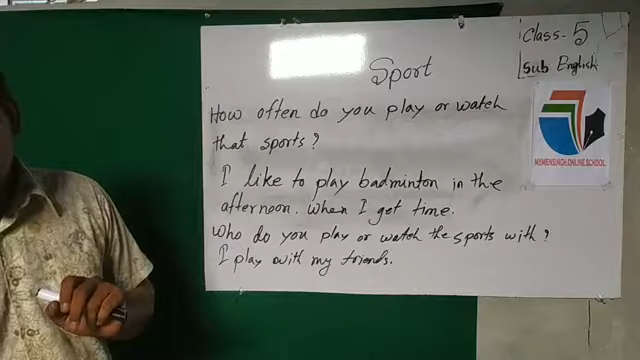 Class- 5
Sub English
Sport
How often do you play or watch
that sports?
I like to play badminton in the
afternoon. When I get time.
Who do you play or watch the sports with?
I play with my friends.
MYMENSINGH ONLINE SCHOOL